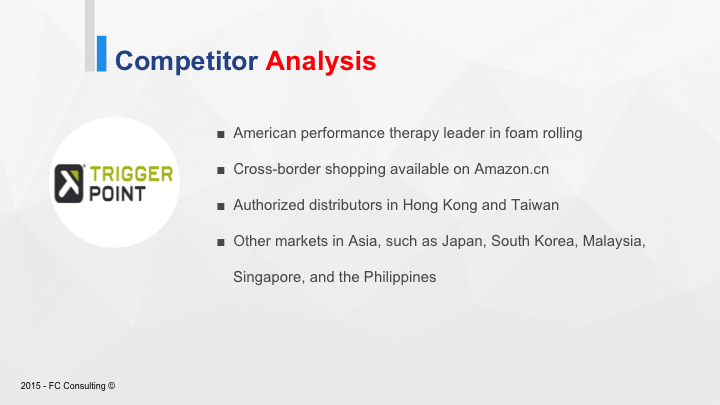 Competitor Analysis
TRIGGER
POINT
■ American performance therapy leader in foam rolling
■ Cross-border shopping available on Amazon.cn
■ Authorized distributors in Hong Kong and Taiwan
■ Other markets in Asia, such as Japan, South Korea, Malaysia,
Singapore, and the Philippines
2015 - FC Consulting ©